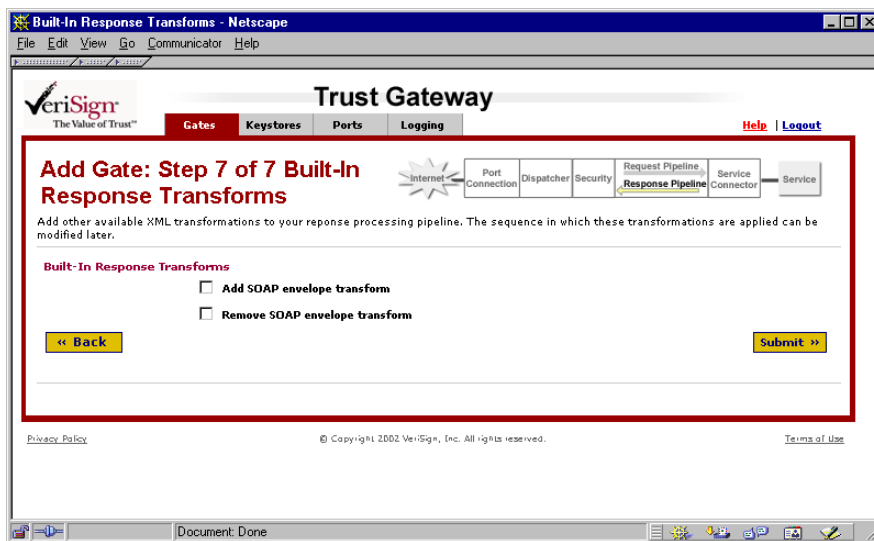 Built-In Response Transforms - Netscape
File Edit View Go Communicator Help
VeriSign
The Value of Trust™
Trust Gateway
Gates Keystores Ports Logging
Help | Logout
Add Gate: Step 7 of 7 Built-In
Response Transforms
Internet
Port
Connection
Dispatcher
Security
Request Pipeline
Response Pipeline
Service
Connector
Service
Add other available XML transformations to your reponse processing pipeline. The sequence in which these transformations are applied can be
modified later.
Built-In Response Transforms
Add SOAP envelope transform
Remove SOAP envelope transform
‹‹ Back
Submit ››
Privacy Policy
© Copyright 2002 VeriSign, Inc. All rights reserved.
Terms of Use
Document: Done